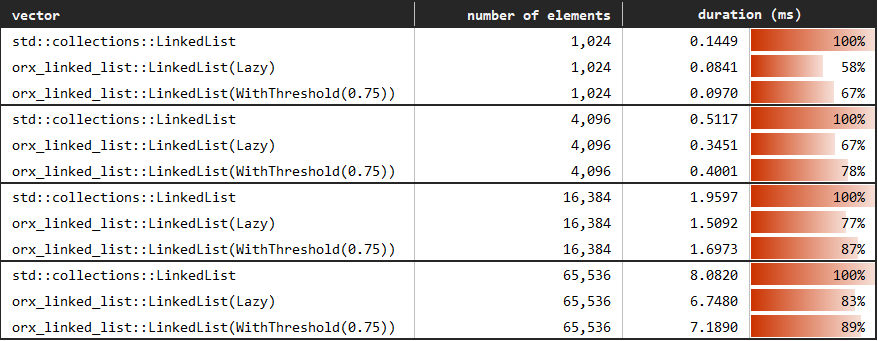 vector number of elements duration (ms)
std::collections::LinkedList 1,024 0.1449 100%
orx_linked_list::LinkedList(Lazy) 1,024 0.0841 58%
orx_linked_list::LinkedList(WithThreshold(0.75)) 1,024 0.0970 67%
std::collections::LinkedList 4,096 0.5117 100%
orx_linked_list::LinkedList(Lazy) 4,096 0.3451 67%
orx_linked_list::LinkedList(WithThreshold(0.75)) 4,096 0.4001 78%
std::collections::LinkedList 16,384 1.9597 100%
orx_linked_list::LinkedList(Lazy) 16,384 1.5092 77%
orx_linked_list::LinkedList(WithThreshold(0.75)) 16,384 1.6973 87%
std::collections::LinkedList 65,536 8.0820 100%
orx_linked_list::LinkedList(Lazy) 65,536 6.7480 83%
orx_linked_list::LinkedList(WithThreshold(0.75)) 65,536 7.1890 89%